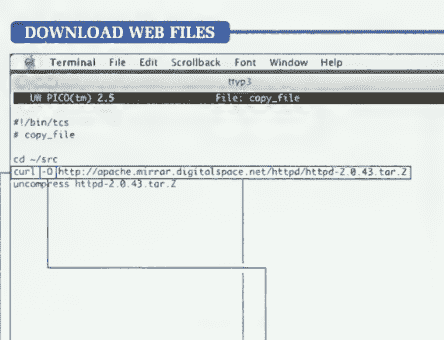 DOWNLOAD WEB FILES
Terminal File Edit Scrollback Font Window Help
ttyp3
UW PICO(tm) 2.5 File: copy_file
#!/bin/tcs
# copy_file
cd ~/src
curl -O http://apache.mirrar.digitalspace.net/httpd/httpd-2.0.43.tar.Z
uncompress httpd-2.0.43.tar.Z